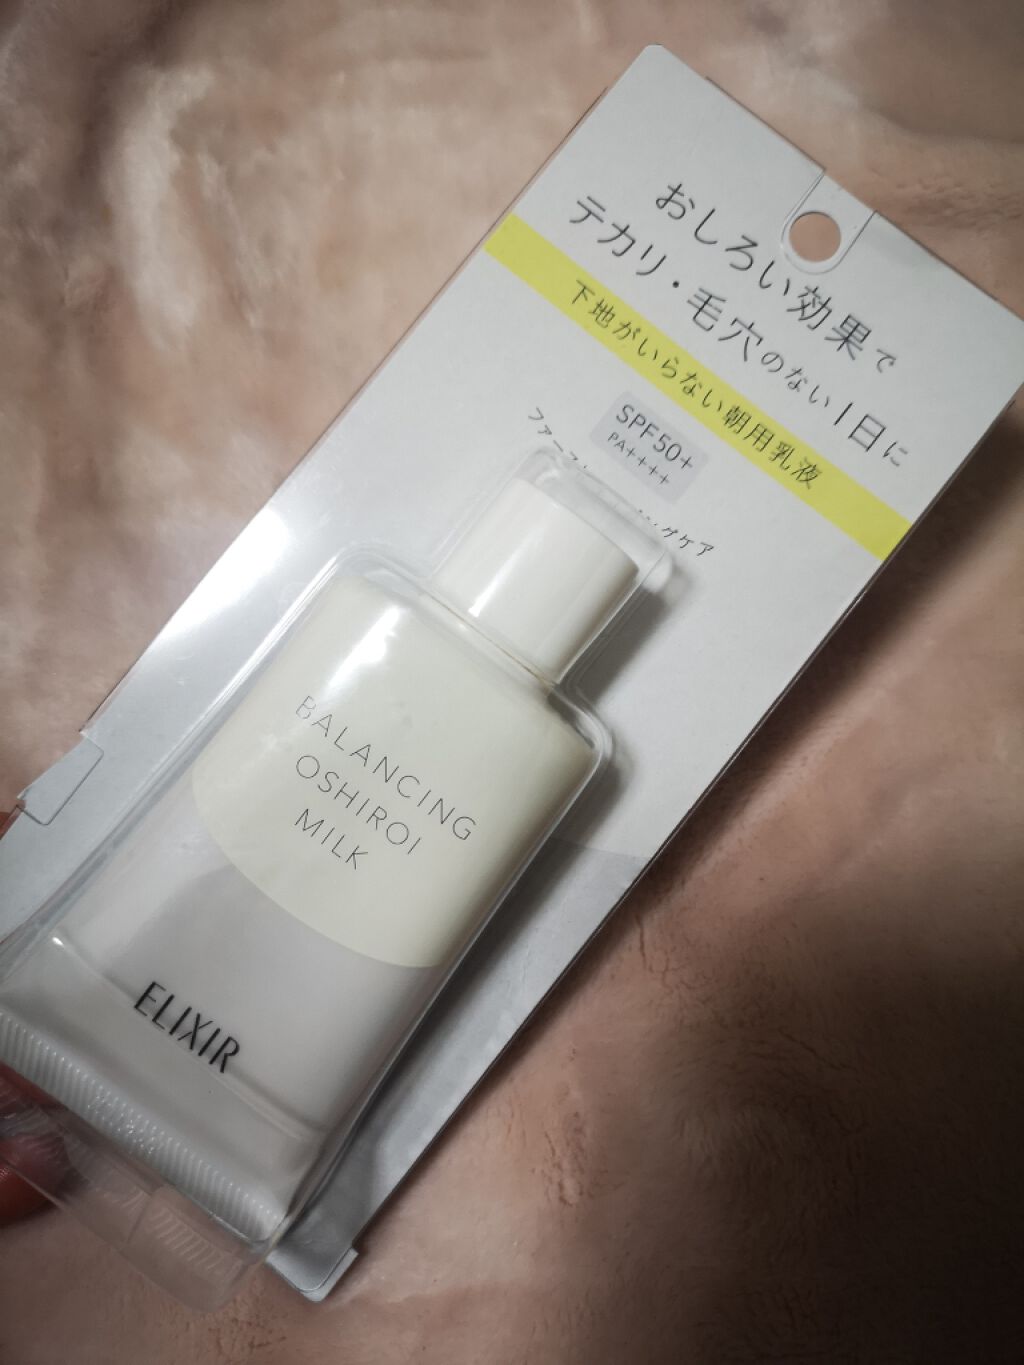 おしろい効果で
テカリ・毛穴のない1日に
下地がいらない朝用乳液
SPF50+
PA++++
BALANCING
OSHIROI
MILK
ELIXIR